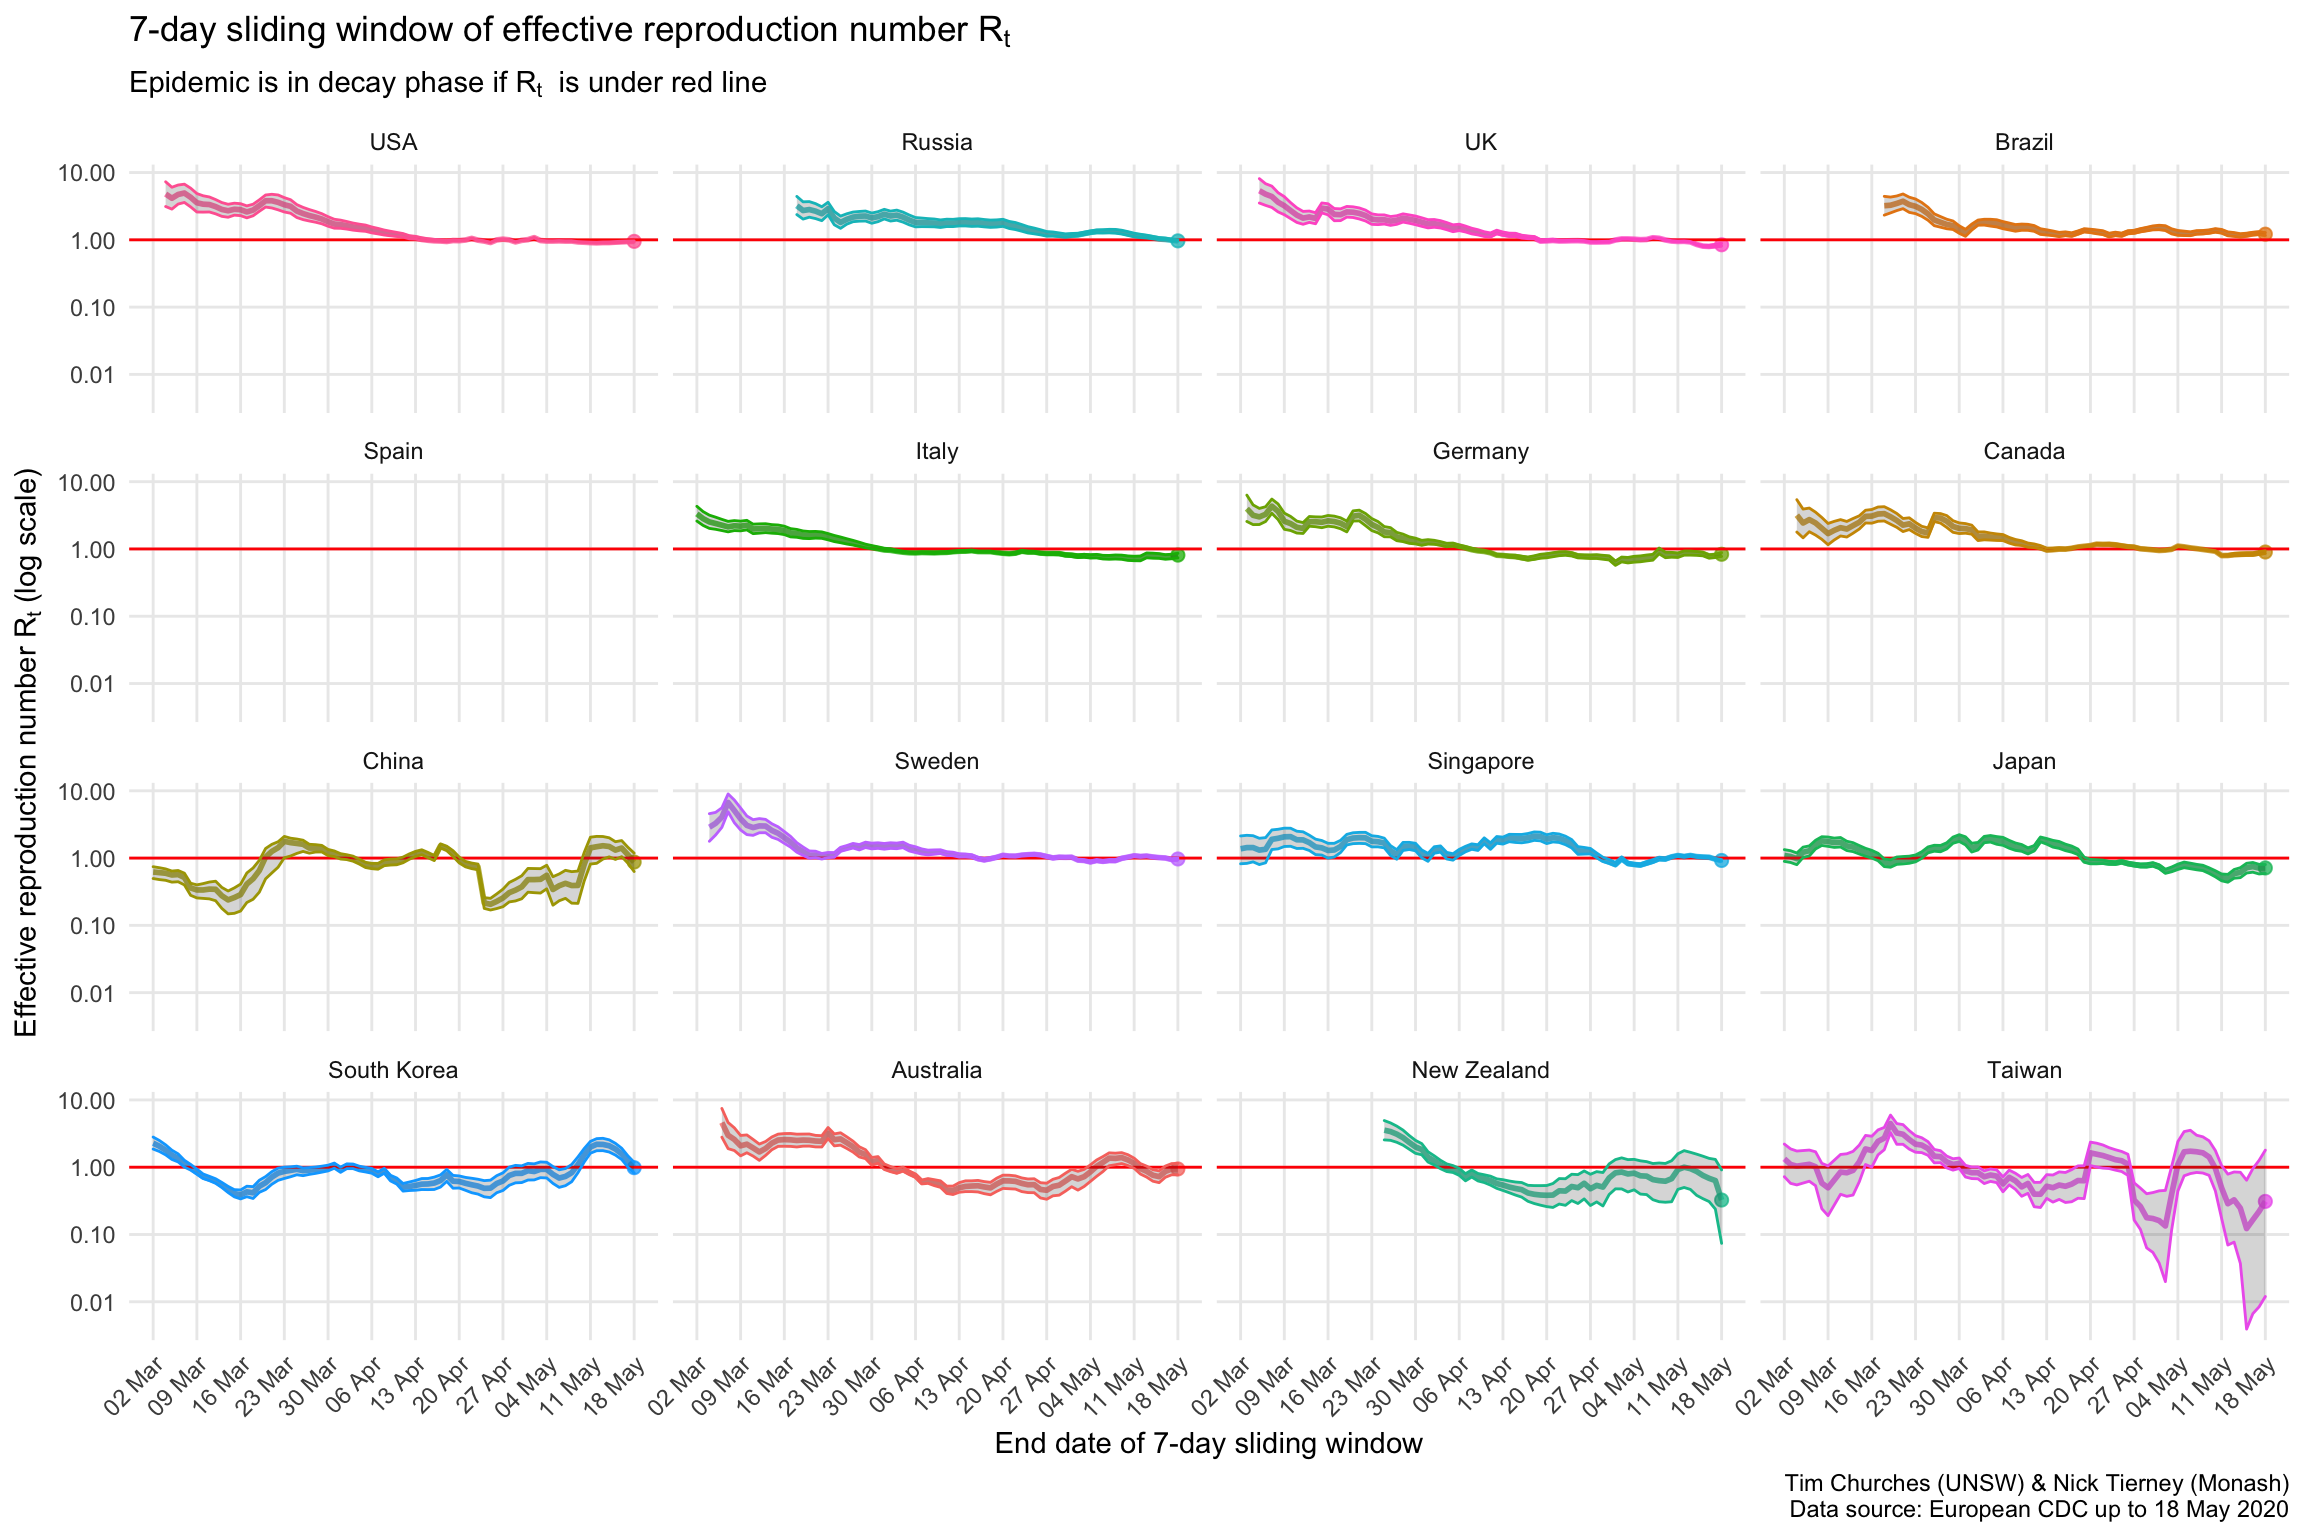 7-day sliding window of effective reproduction number Rt
Epidemic is in decay phase if Rt is under red line
USA
Russia
UK
Brazil
10.00
1.00
0.10
0.01
Spain
Italy
Germany
Canada
10.00
1.00
0.10
0.01
Effective reproduction number Rt (log scale)
China
Sweden
Singapore
Japan
10.00
1.00
0.10
0.01
South Korea
Australia
New Zealand
Taiwan
10.00
1.00
0.10
0.01
02 Mar
09 Mar
16 Mar
23 Mar
30 Mar
06 Apr
13 Apr
20 Apr
27 Apr
04 May
11 May
18 May
02 Mar
09 Mar
16 Mar
23 Mar
30 Mar
06 Apr
13 Apr
20 Apr
27 Apr
04 May
11 May
18 May
02 Mar
09 Mar
16 Mar
23 Mar
30 Mar
06 Apr
13 Apr
20 Apr
27 Apr
04 May
11 May
18 May
02 Mar
09 Mar
16 Mar
23 Mar
30 Mar
06 Apr
13 Apr
20 Apr
27 Apr
04 May
11 May
18 May
End date of 7-day sliding window
Tim Churches (UNSW) & Nick Tierney (Monash)
Data source: European CDC up to 18 May 2020